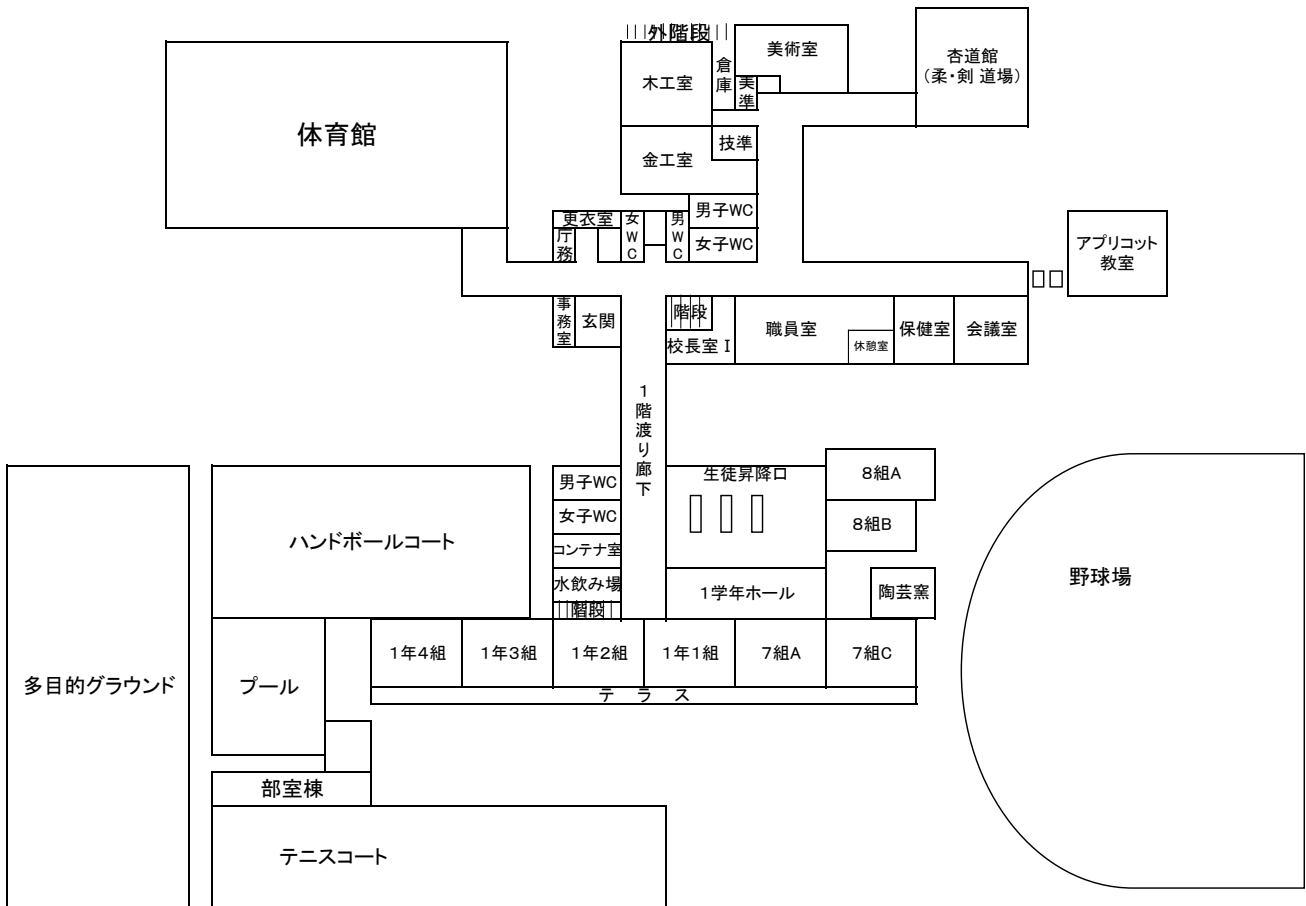 外階段
美術室
杏道館
（柔・剣 道場）
木工室
倉庫
美準
体育館
技準
金工室
男子WC
更衣室
女WC
男WC
女子WC
庁務
アプリコット
教室
事務室
玄関
階段
校長室 I
職員室
休憩室
保健室
会議室
1階渡り廊下
男子WC
生徒昇降口
8組A
女子WC
8組B
ハンドボールコート
コンテナ室
水飲み場
1学年ホール
陶芸窯
野球場
階段
1年4組
1年3組
1年2組
1年1組
7組A
7組C
多目的グラウンド
プール
テ ラ ス
部室棟
テニスコート